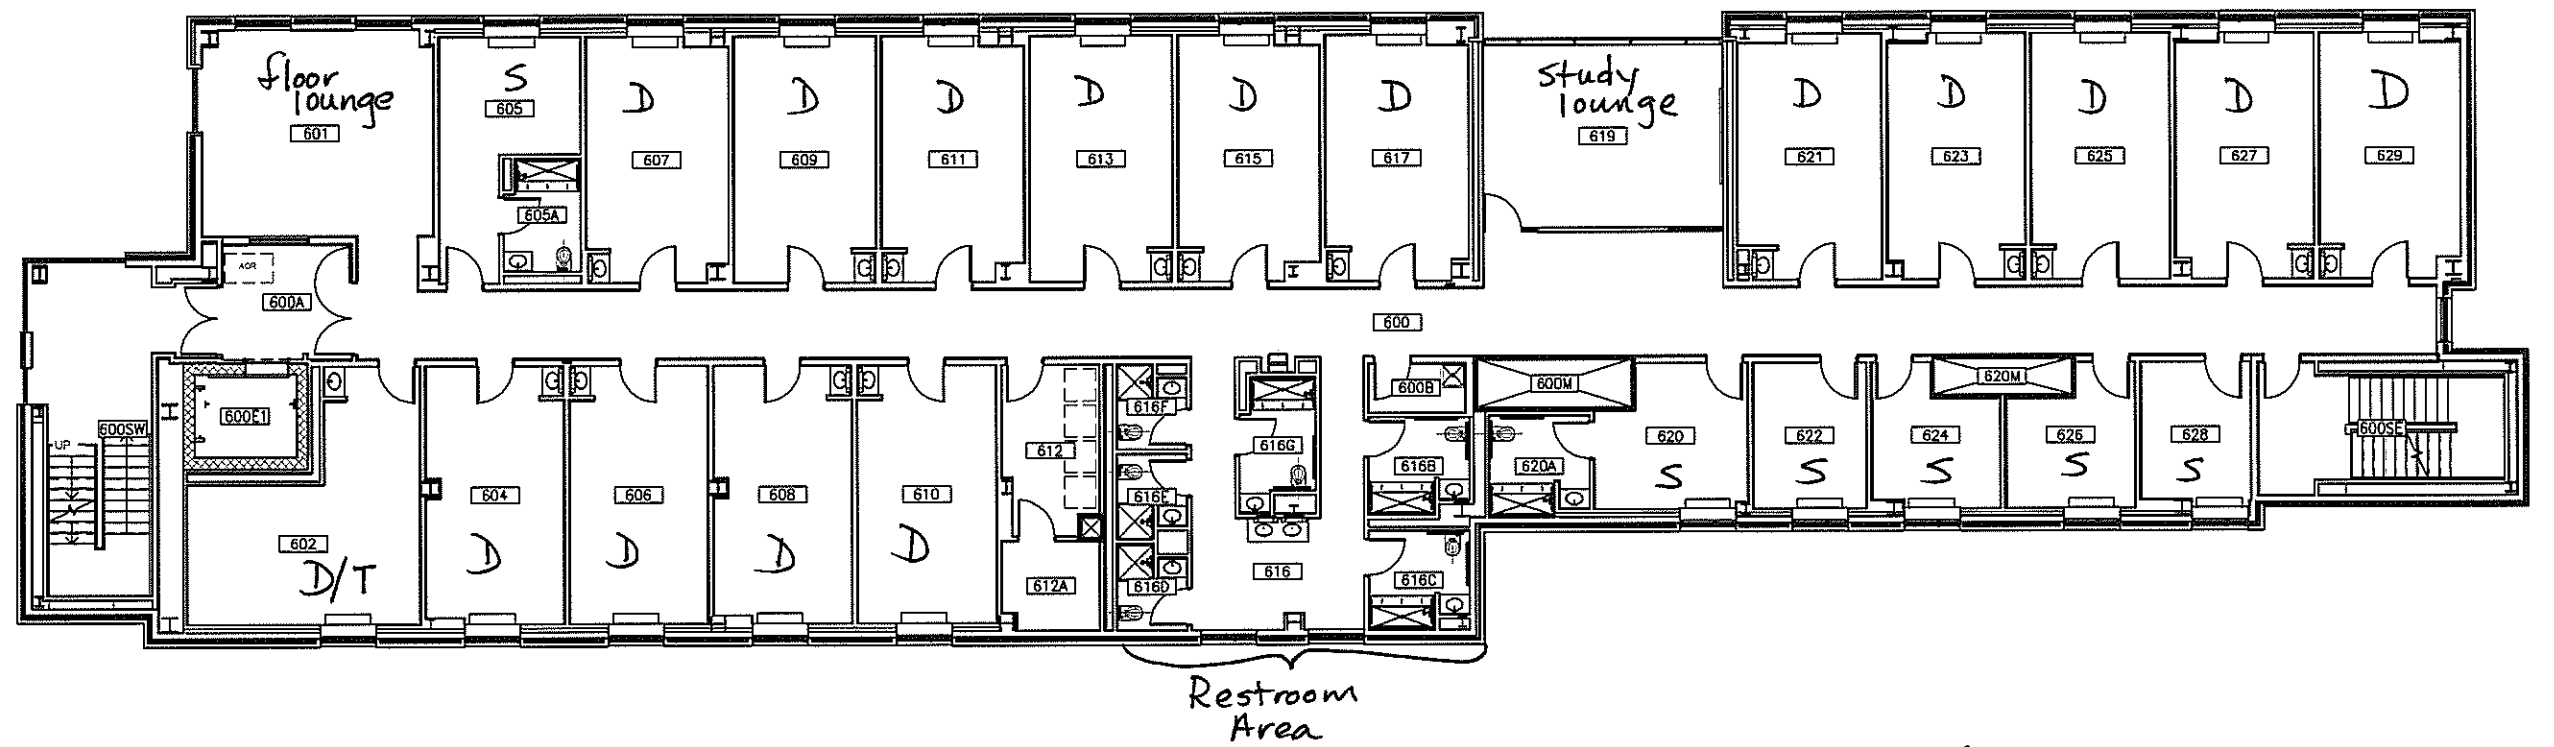 floor
lounge
601
S
605
605A
D
607
D
609
D
611
D
613
D
615
D
617
study
lounge
619
D
621
D
623
D
625
D
627
D
629
AOR
600A
600
600E1
600SW
UP
602
D/T
604
D
606
D
608
D
610
D
612
612A
616F
616E
616D
616G
616
600B
616B
616C
600M
620A
620
S
622
S
624
S
620M
626
S
628
S
600SE
Restroom
Area